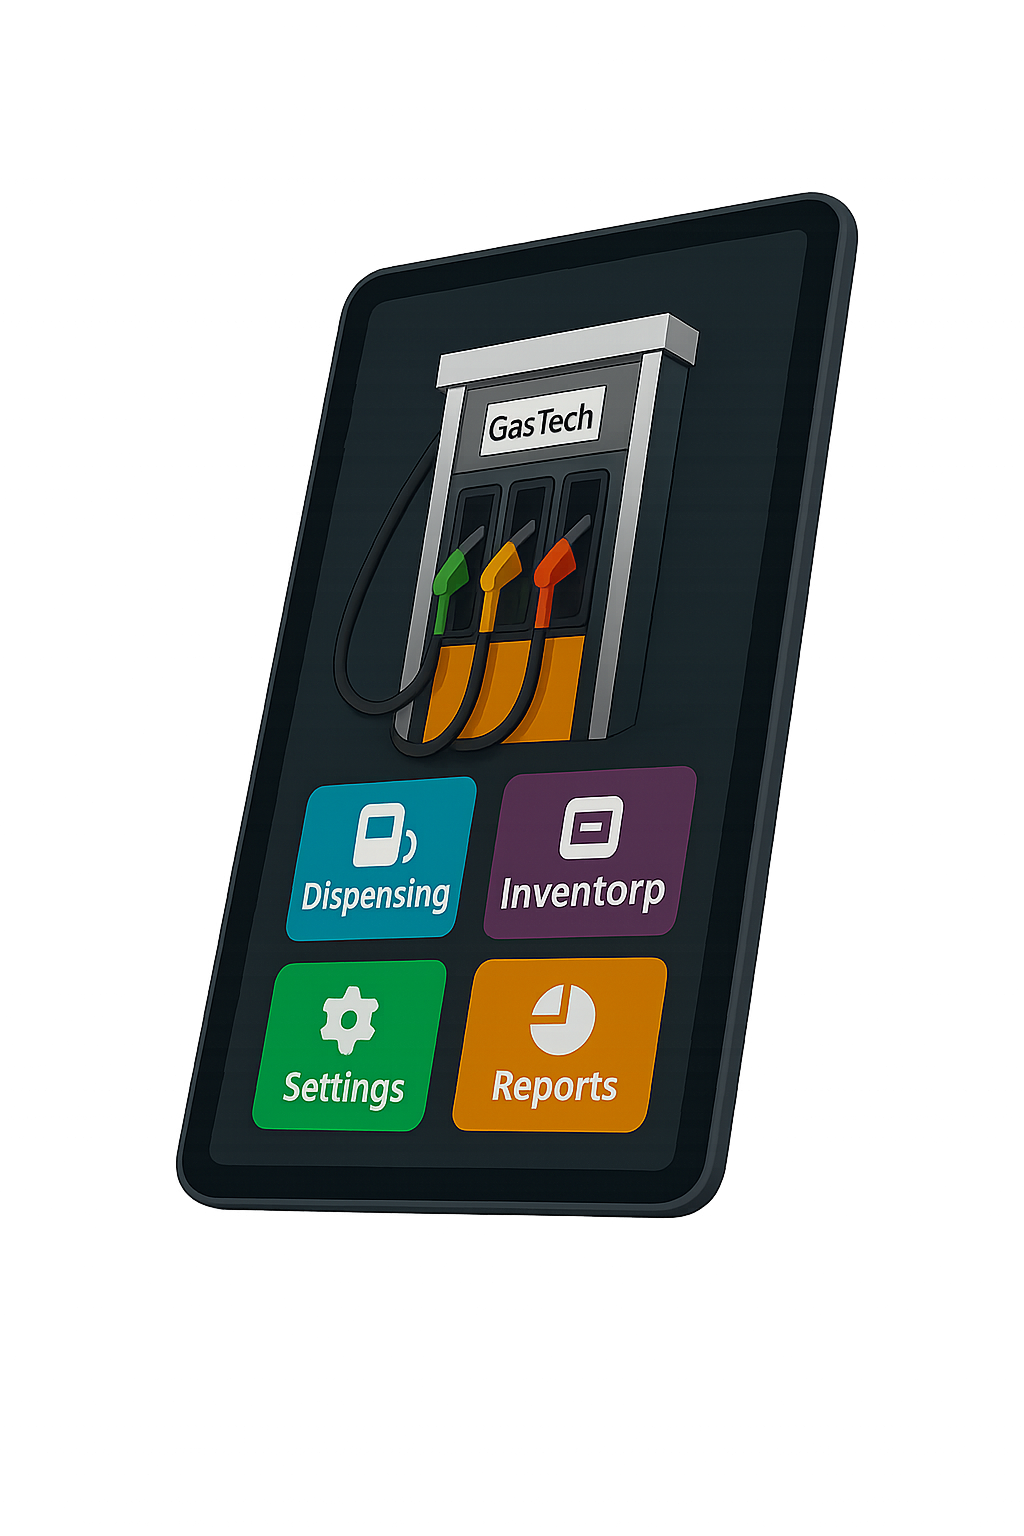 GasTech
Dispensing
Inventorp
Settings
Reports